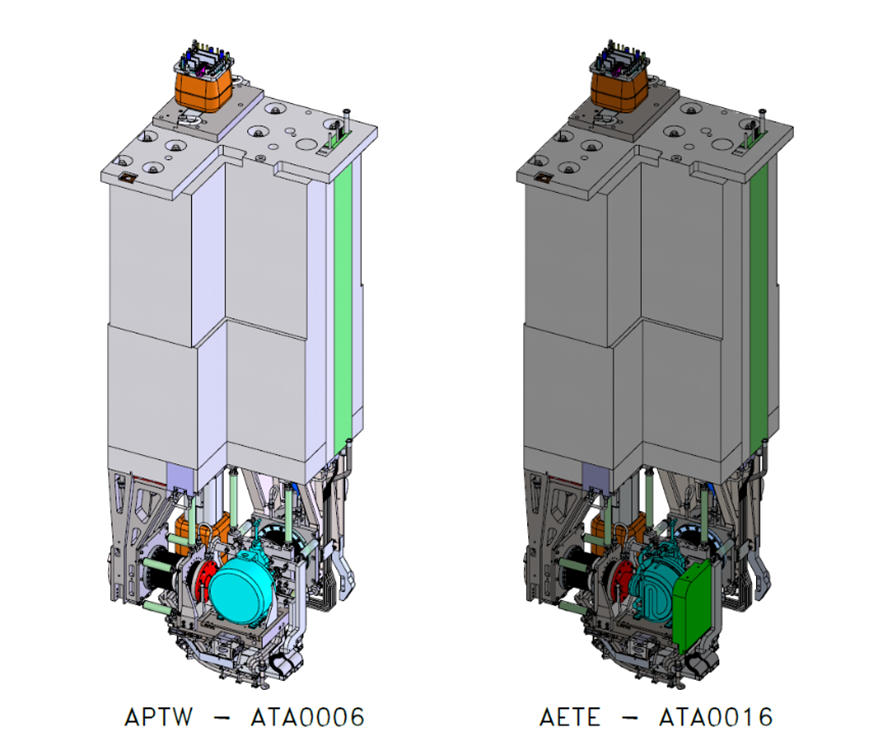 APTW - ATA0006
AETE - ATA0016